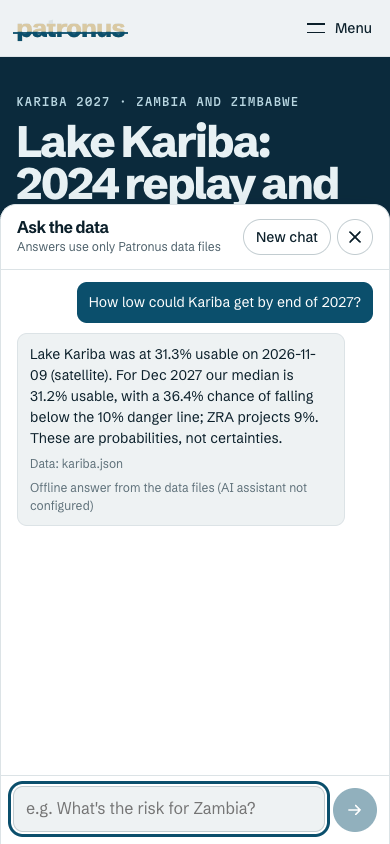 patronus
Menu
KARIBA 2027 · ZAMBIA AND ZIMBABWE
Lake Kariba:
2024 replay and
Ask the data
Answers use only Patronus data files
New chat
How low could Kariba get by end of 2027?
Lake Kariba was at 31.3% usable on 2026-11-
09 (satellite). For Dec 2027 our median is
31.2% usable, with a 36.4% chance of falling
below the 10% danger line; ZRA projects 9%.
These are probabilities, not certainties.
Data: kariba.json
Offline answer from the data files (AI assistant not
configured)
e.g. What's the risk for Zambia?